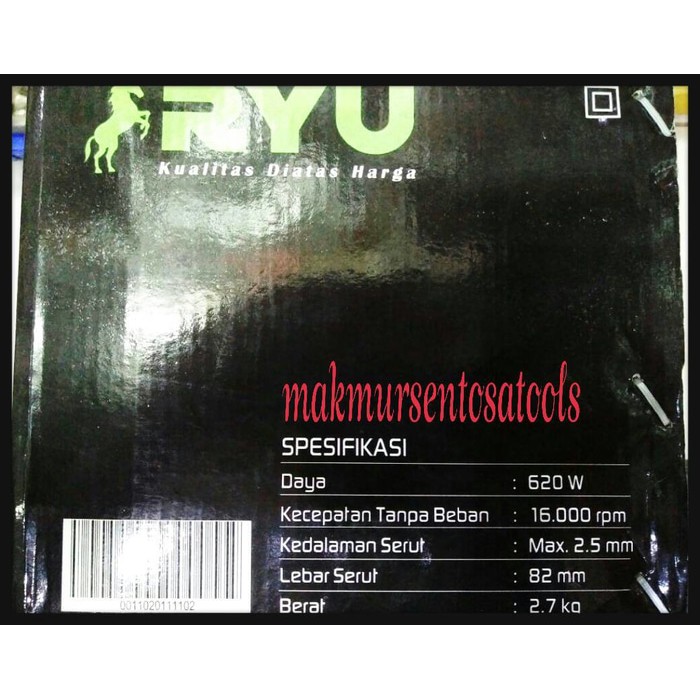 RYU
Kualitas Diatas Harga
makmursentosatools
SPESIFIKASI
Daya : 620 W
Kecepatan Tanpa Beban : 16.000 rpm
Kedalaman Serut : Max. 2.5 mm
Lebar Serut : 82 mm
Berat : 2.7 kg
0011020111102